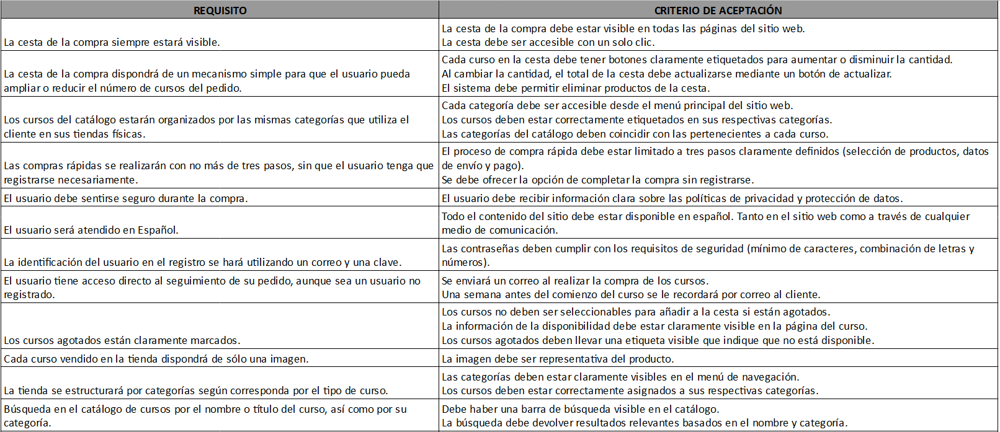 REQUISITO
CRITERIO DE ACEPTACIÓN
La cesta de la compra siempre estará visible.
La cesta de la compra debe estar visible en todas las páginas del sitio web.
La cesta debe ser accesible con un solo clic.
La cesta de la compra dispondrá de un mecanismo simple para que el usuario pueda
ampliar o reducir el número de cursos del pedido.
Cada curso en la cesta debe tener botones claramente etiquetados para aumentar o disminuir la cantidad.
Al cambiar la cantidad, el total de la cesta debe actualizarse mediante un botón de actualizar.
El sistema debe permitir eliminar productos de la cesta.
Los cursos del catálogo estarán organizados por las mismas categorías que utiliza el
cliente en sus tiendas físicas.
Cada categoría debe ser accesible desde el menú principal del sitio web.
Los cursos deben estar correctamente etiquetados en sus respectivas categorías.
Las categorías del catálogo deben coincidir con las pertenecientes a cada curso.
Las compras rápidas se realizarán con no más de tres pasos, sin que el usuario tenga que
registrarse necesariamente.
El proceso de compra rápida debe estar limitado a tres pasos claramente definidos (selección de productos, datos
de envío y pago).
Se debe ofrecer la opción de completar la compra sin registrarse.
El usuario debe sentirse seguro durante la compra.
El usuario debe recibir información clara sobre las políticas de privacidad y protección de datos.
El usuario será atendido en Español.
Todo el contenido del sitio debe estar disponible en español. Tanto en el sitio web como a través de cualquier
medio de comunicación.
La identificación del usuario en el registro se hará utilizando un correo y una clave.
Las contraseñas deben cumplir con los requisitos de seguridad (mínimo de caracteres, combinación de letras y
números).
El usuario tiene acceso directo al seguimiento de su pedido, aunque sea un usuario no
registrado.
Se enviará un correo al realizar la compra de los cursos.
Una semana antes del comienzo del curso se le recordará por correo al cliente.
Los cursos agotados están claramente marcados.
Los cursos no deben ser seleccionables para añadir a la cesta si están agotados.
La información de la disponibilidad debe estar claramente visible en la página del curso.
Los cursos agotados deben llevar una etiqueta visible que indique que no está disponible.
Cada curso vendido en la tienda dispondrá de sólo una imagen.
La imagen debe ser representativa del producto.
La tienda se estructurará por categorías según corresponda por el tipo de curso.
Las categorías deben estar claramente visibles en el menú de navegación.
Los cursos deben estar correctamente asignados a sus respectivas categorías.
Búsqueda en el catálogo de cursos por el nombre o título del curso, así como por su
categoría.
Debe haber una barra de búsqueda visible en el catálogo.
La búsqueda debe devolver resultados relevantes basados en el nombre y categoría.